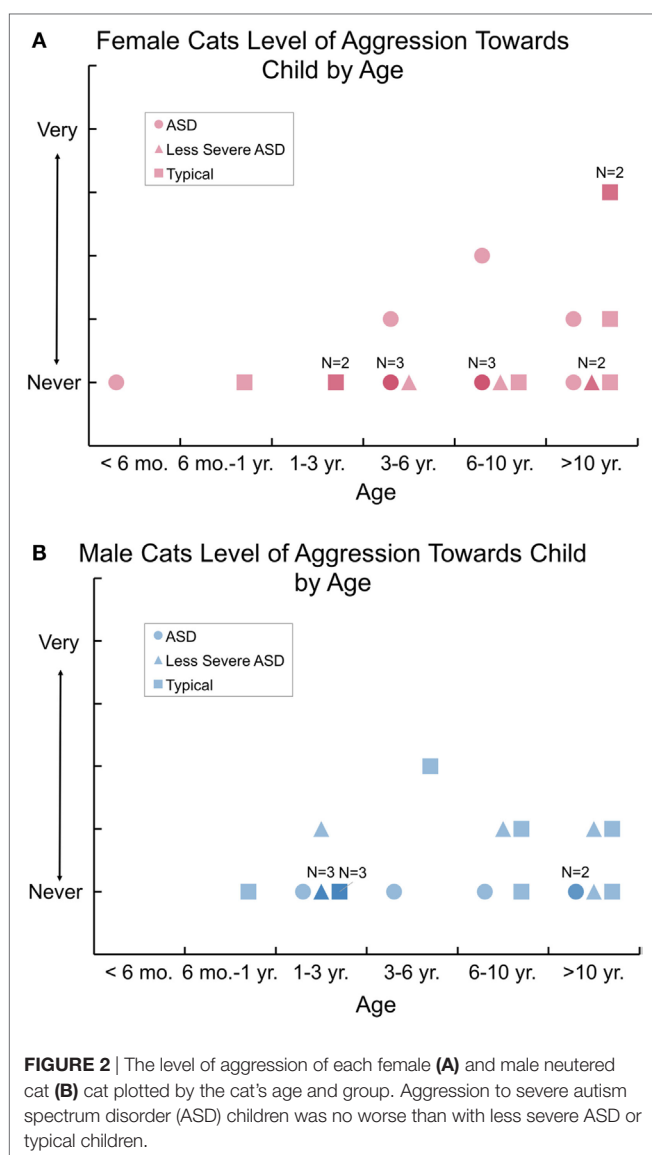 A
Female Cats Level of Aggression Towards
Child by Age
Very
Never
ASD
Less Severe ASD
Typical
N=2
N=2
N=3
N=3
N=2
< 6 mo. 6 mo.-1 yr. 1-3 yr. 3-6 yr. 6-10 yr. >10 yr.
Age
B
Male Cats Level of Aggression Towards Child
by Age
Very
Never
ASD
Less Severe ASD
Typical
N=3 N=3
N=2
< 6 mo. 6 mo.-1 yr. 1-3 yr. 3-6 yr. 6-10 yr. >10 yr.
Age
FIGURE 2 | The level of aggression of each female (A) and male neutered
cat (B) cat plotted by the cat's age and group. Aggression to severe autism
spectrum disorder (ASD) children was no worse than with less severe ASD or
typical children.